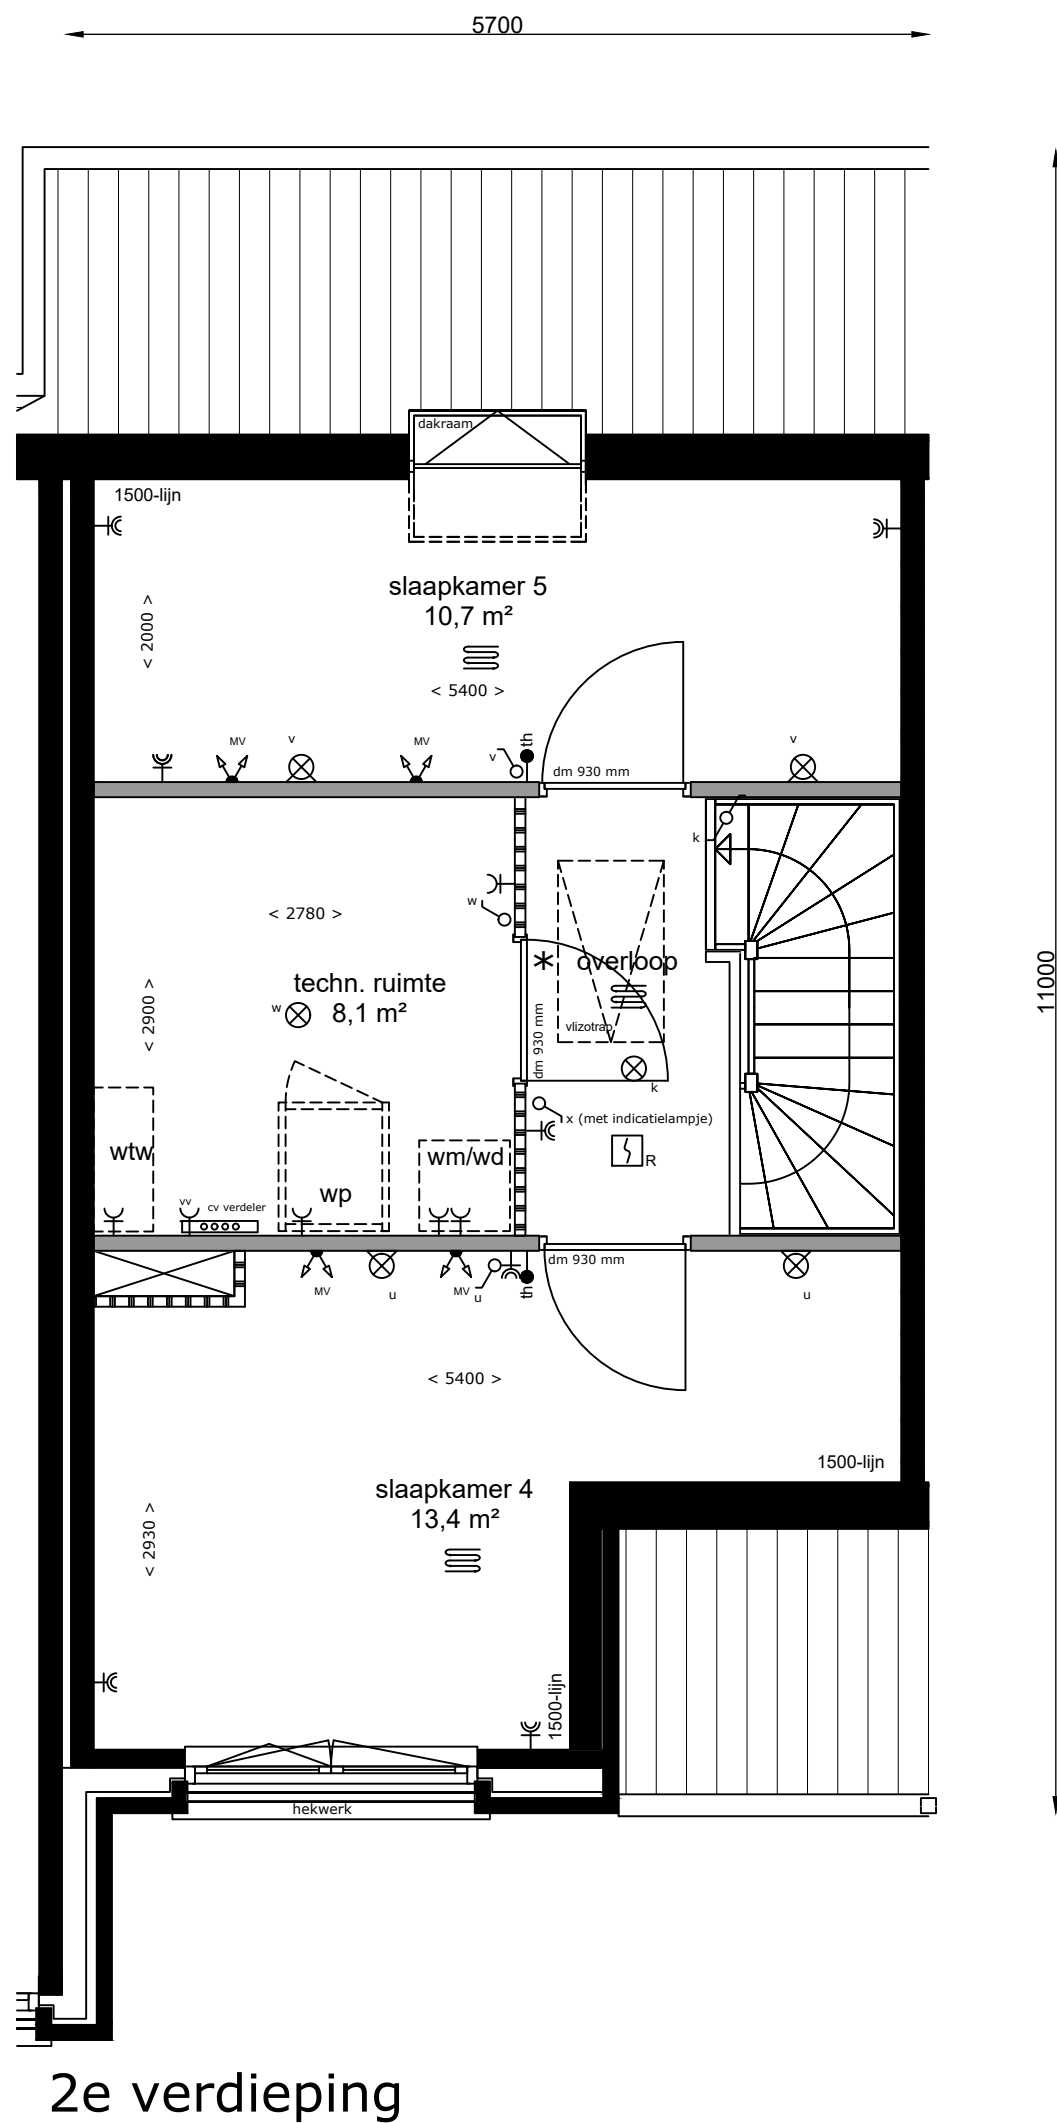 5700
dakraam
1500-lijn
slaapkamer 5
10,7 m²
< 2000 >
< 5400 >
MV
v
MV
v
th
v
dm 930 mm
k
< 2780 >
w
techn. ruimte
8,1 m²
w
< 2900 >
* overloop
vlizotrap
dm 930 mm
k
11000
x (met indicatielampje)
R
wtw
wm/wd
wp
vv
cv verdeler
dm 930 mm
MV
u
MV
u
th
u
< 5400 >
1500-lijn
slaapkamer 4
13,4 m²
< 2930 >
1500-lijn
hekwerk
2e verdieping